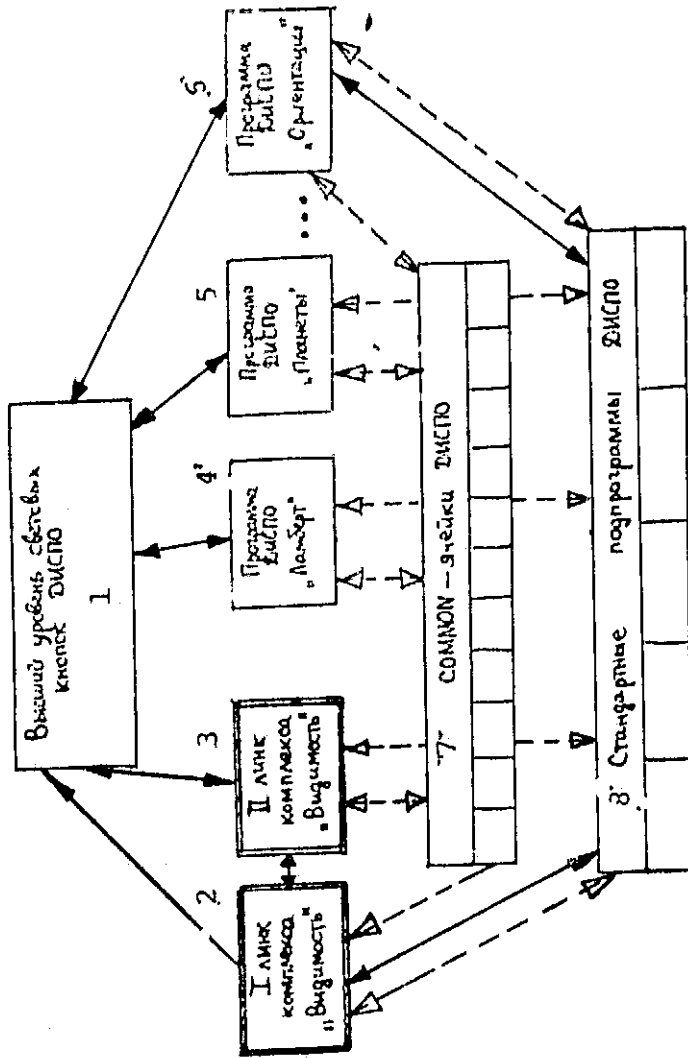 Высший уровень световых
кнопок ДИСПО
1
2
I линк
комплекса
„Видимость"
3
II линк
комплекса
„Видимость"
4
Программа
ДИСПО
„Ламберт"
5
Программа
ДИСПО
„Планеты"
...
Программа
ДИСПО
„Ориентация"
7 COMMON – ячейки ДИСПО
8 Стандартные подпрограммы ДИСПО